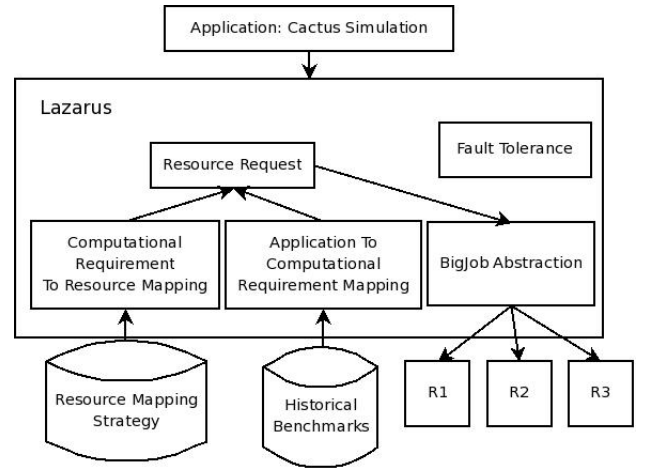 Application: Cactus Simulation
Lazarus
Fault Tolerance
Resource Request
Computational
Requirement
To Resource Mapping
Application To
Computational
Requirement Mapping
BigJob Abstraction
Resource Mapping
Strategy
Historical
Benchmarks
R1
R2
R3